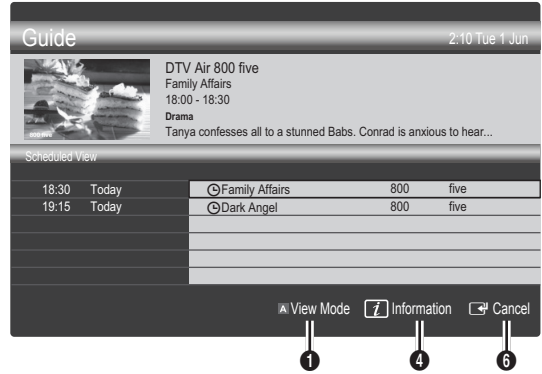 Guide 2:10 Tue 1 Jun
DTV Air 800 five
Family Affairs
18:00 - 18:30
Drama
Tanya confesses all to a stunned Babs. Conrad is anxious to hear...
800 five
Scheduled View
18:30 Today Family Affairs 800 five
19:15 Today Dark Angel 800 five
A View Mode i Information Cancel
1 4 6